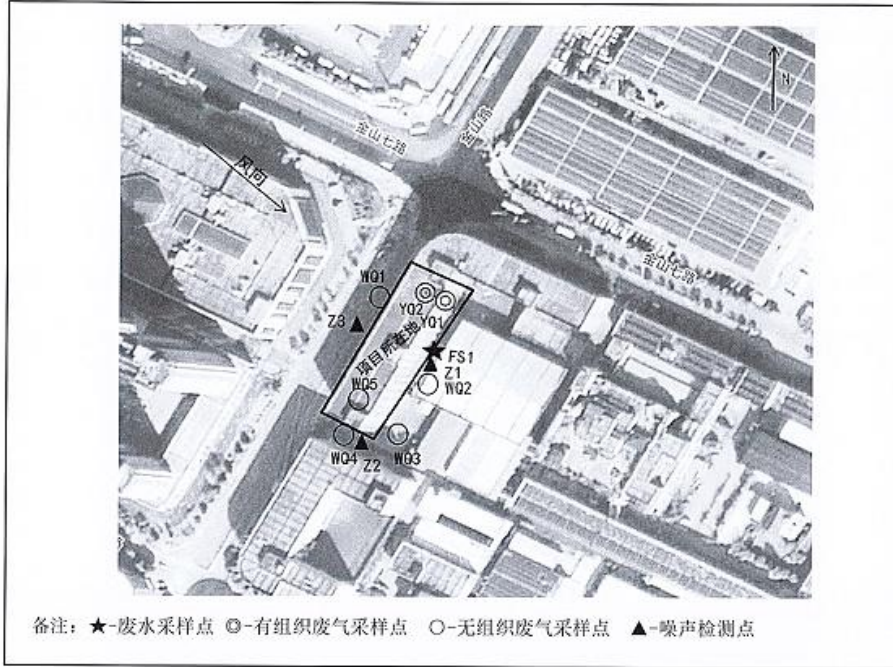 N
金山路
金山七路
风向
金山七路
WQ1
YQ2
YQ1
Z3
项目所在地
FS1
Z1
WQ5
WQ2
WQ4
Z2
WQ3
备注：★-废水采样点 ◎-有组织废气采样点 ○-无组织废气采样点 ▲-噪声检测点